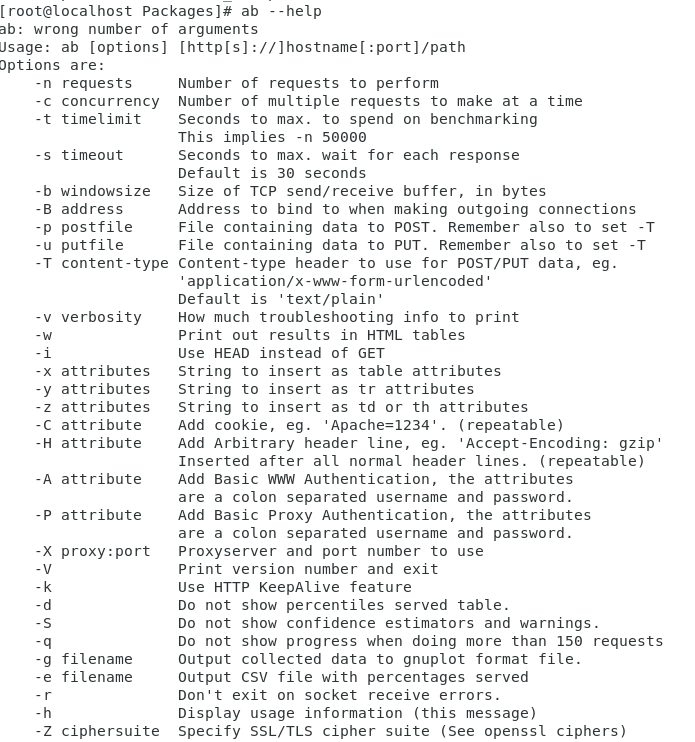 [root@localhost Packages]# ab --help
ab: wrong number of arguments
Usage: ab [options] [http[s]://]hostname[:port]/path
Options are:
    -n requests     Number of requests to perform
    -c concurrency  Number of multiple requests to make at a time
    -t timelimit    Seconds to max. to spend on benchmarking
                    This implies -n 50000
    -s timeout      Seconds to max. wait for each response
                    Default is 30 seconds
    -b windowsize   Size of TCP send/receive buffer, in bytes
    -B address      Address to bind to when making outgoing connections
    -p postfile     File containing data to POST. Remember also to set -T
    -u putfile      File containing data to PUT. Remember also to set -T
    -T content-type Content-type header to use for POST/PUT data, eg.
                    'application/x-www-form-urlencoded'
                    Default is 'text/plain'
    -v verbosity    How much troubleshooting info to print
    -w              Print out results in HTML tables
    -i              Use HEAD instead of GET
    -x attributes   String to insert as table attributes
    -y attributes   String to insert as tr attributes
    -z attributes   String to insert as td or th attributes
    -C attribute    Add cookie, eg. 'Apache=1234'. (repeatable)
    -H attribute    Add Arbitrary header line, eg. 'Accept-Encoding: gzip'
                    Inserted after all normal header lines. (repeatable)
    -A attribute    Add Basic WWW Authentication, the attributes
                    are a colon separated username and password.
    -P attribute    Add Basic Proxy Authentication, the attributes
                    are a colon separated username and password.
    -X proxy:port   Proxyserver and port number to use
    -V              Print version number and exit
    -k              Use HTTP KeepAlive feature
    -d              Do not show percentiles served table.
    -S              Do not show confidence estimators and warnings.
    -q              Do not show progress when doing more than 150 requests
    -g filename     Output collected data to gnuplot format file.
    -e filename     Output CSV file with percentages served
    -r              Don't exit on socket receive errors.
    -h              Display usage information (this message)
    -Z ciphersuite  Specify SSL/TLS cipher suite (See openssl ciphers)